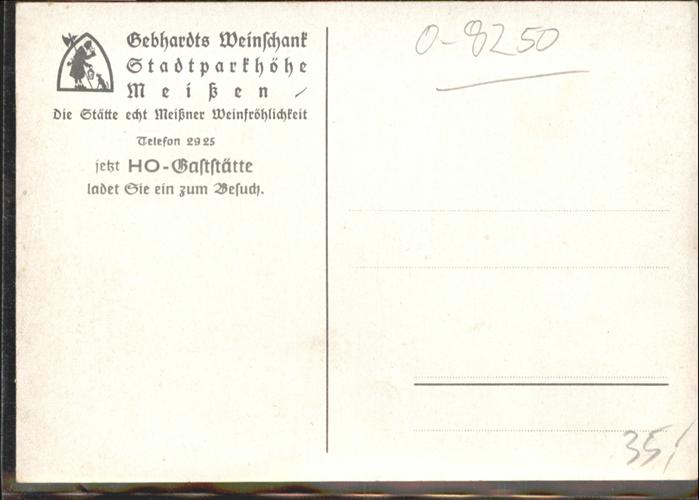 Gebhardts Weinschank
Stadtparkhöhe
Meißen
die Stätte echt Meißner Weinfröhlichkeit
Telefon 2925
jetzt HO-Gaststätte
ladet Sie ein zum Besuch.
O-8250
35,-